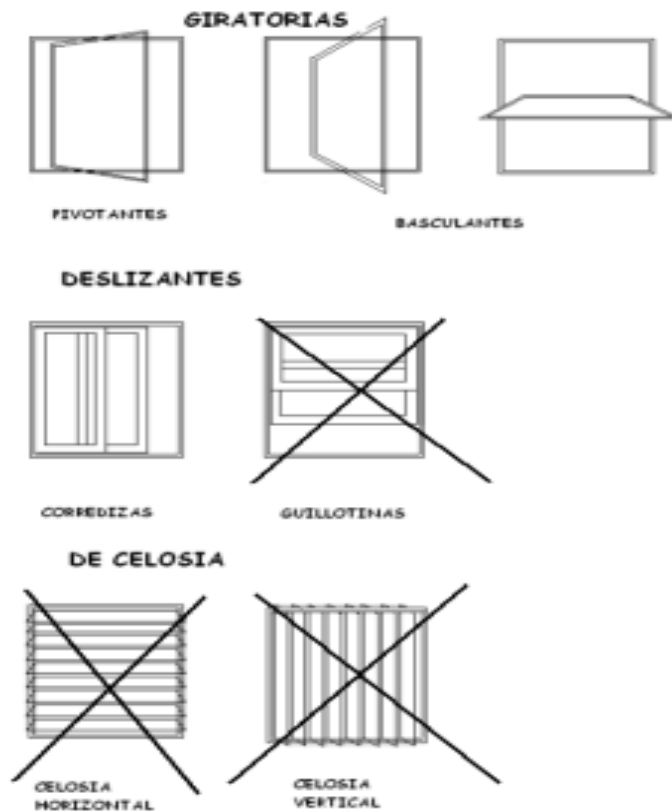 GIRATORIAS
PIVOTANTES
BASCULANTES
DESLIZANTES
CORREDIZAS
GUILLOTINAS
DE CELOSIA
CELOSIA
HORIZONTAL
CELOSIA
VERTICAL